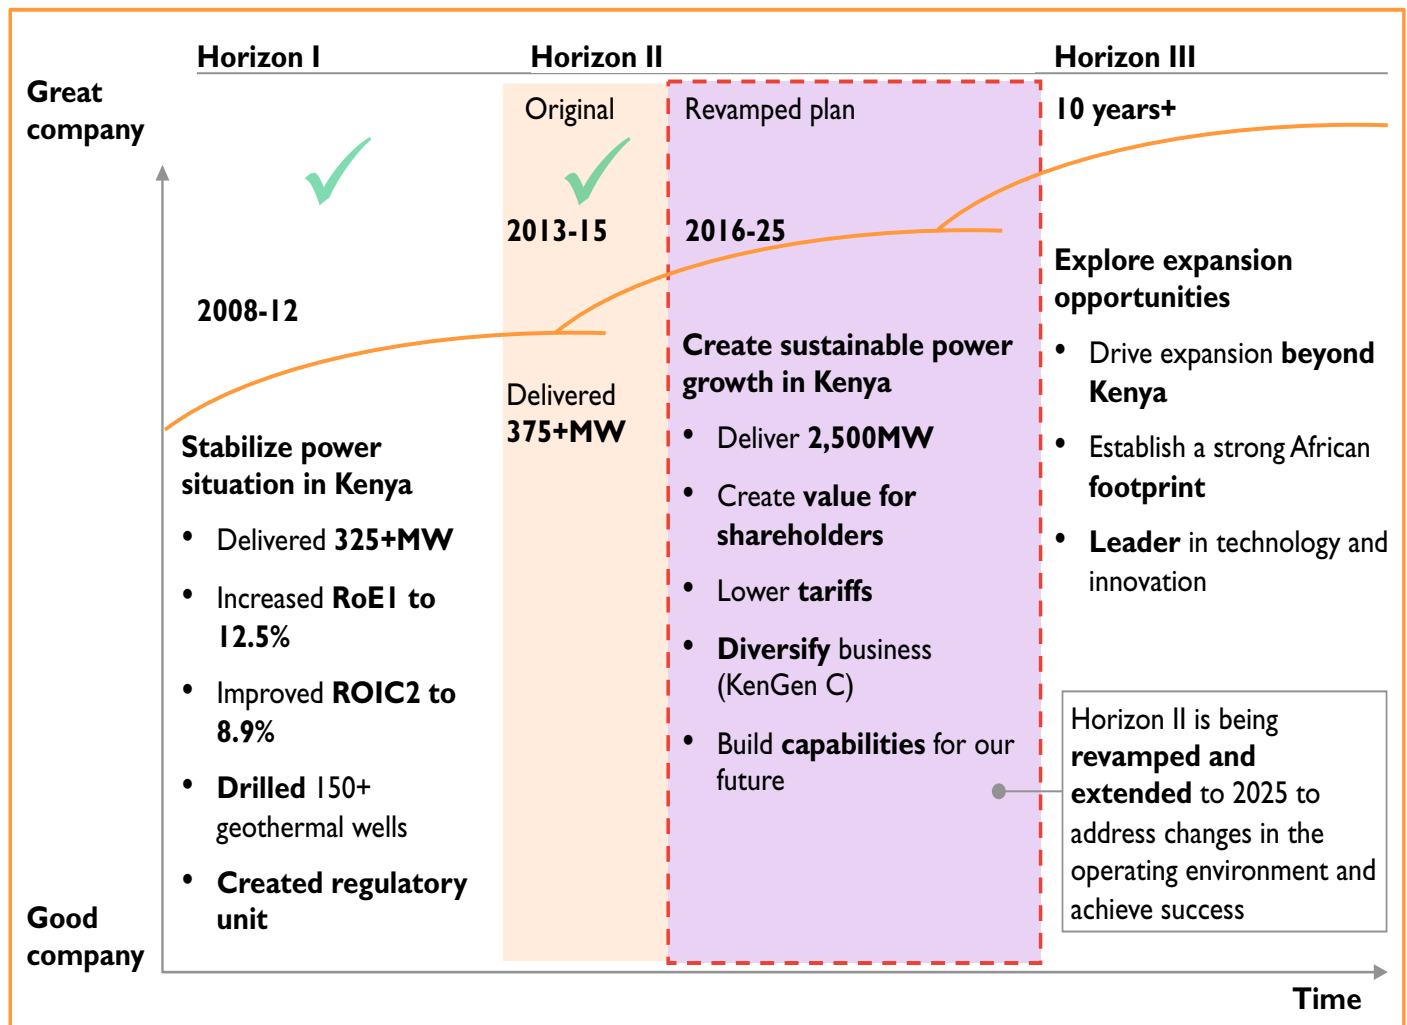 Horizon I
Horizon II
Horizon III
Great
company
Original
Revamped plan
10 years+
2008-12
2013-15
2016-25
Stabilize power
situation in Kenya
• Delivered 325+MW
• Increased RoE1 to
12.5%
• Improved ROIC2 to
8.9%
• Drilled 150+
geothermal wells
• Created regulatory
unit
Delivered
375+MW
Create sustainable power
growth in Kenya
• Deliver 2,500MW
• Create value for
shareholders
• Lower tariffs
• Diversify business
(KenGen C)
• Build capabilities for our
future
Explore expansion
opportunities
• Drive expansion beyond
Kenya
• Establish a strong African
footprint
• Leader in technology and
innovation
Horizon II is being
revamped and
extended to 2025 to
address changes in the
operating environment and
achieve success
Good
company
Time